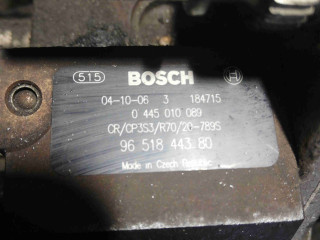 515 BOSCH
04-10-06 3 184715
0 445 010 089
CR/CP3S3/R70/20-789S
96 518 443 80
Made in Czech Republic